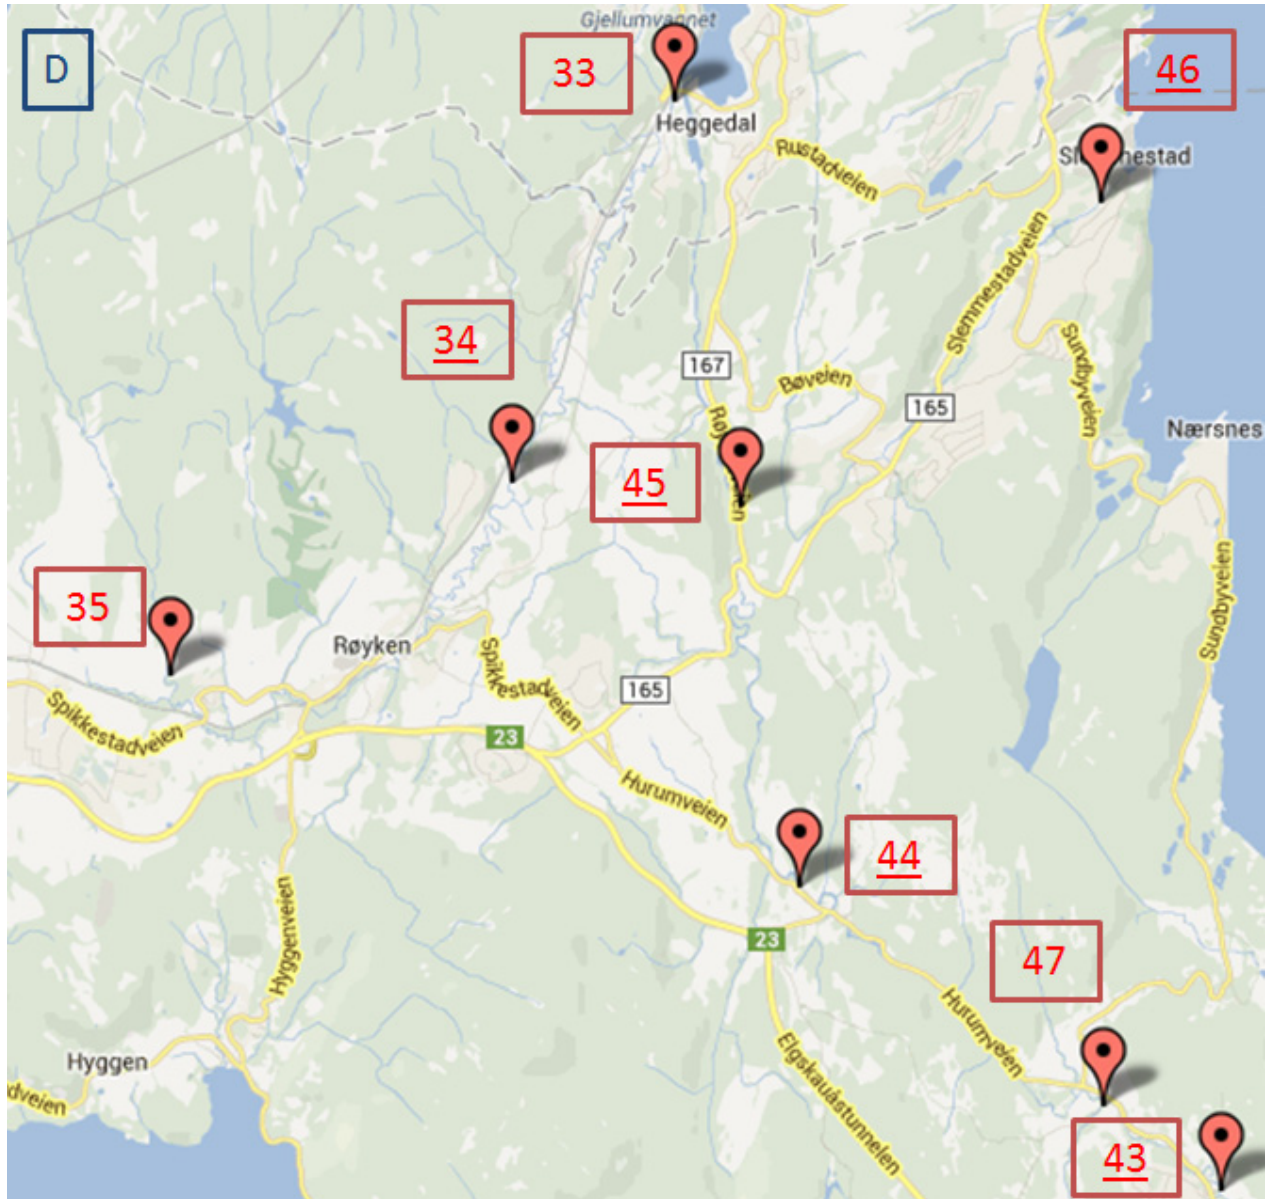 D
Gjellumvannet
33
46
Heggedal
Slemmestad
Rustadveien
Slemmestadveien
34
167
Bøveien
165
Sundbyveien
Nærsnes
45
35
Røyken
Spikkestadveien
Spikkestadveien
165
Sundbyveien
23
Hurumveien
44
23
Hyggenveien
47
Hurumveien
Hyggen
Elgskauåstunnelen
dveien
43